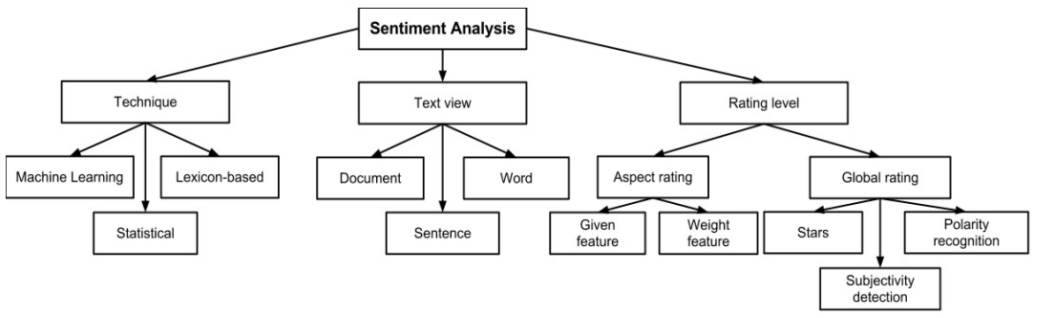 Sentiment Analysis
Technique
Text view
Rating level
Machine Learning
Lexicon-based
Document
Word
Aspect rating
Global rating
Statistical
Sentence
Given
feature
Weight
feature
Stars
Polarity
recognition
Subjectivity
detection